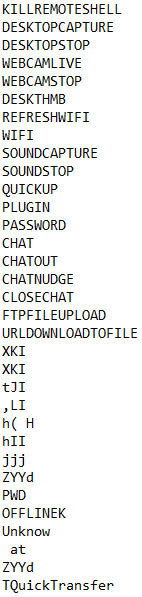 KILLREMOTESHELL
DESKTOPCAPTURE
DESKTOPSTOP
WEBCAMLIVE
WEBCAMSTOP
DESKTHMB
REFRESHWIFI
WIFI
SOUNDCAPTURE
SOUNDSTOP
QUICKUP
PLUGIN
PASSWORD
CHAT
CHATOUT
CHATNUDGE
CLOSECHAT
FTPFILEUPLOAD
URLDOWNLOADTOFILE
XKI
XKI
tJI
,LI
h( H
hII
jjj
ZYYd
PWD
OFFLINEK
Unknow
at
ZYYd
TQuickTransfer